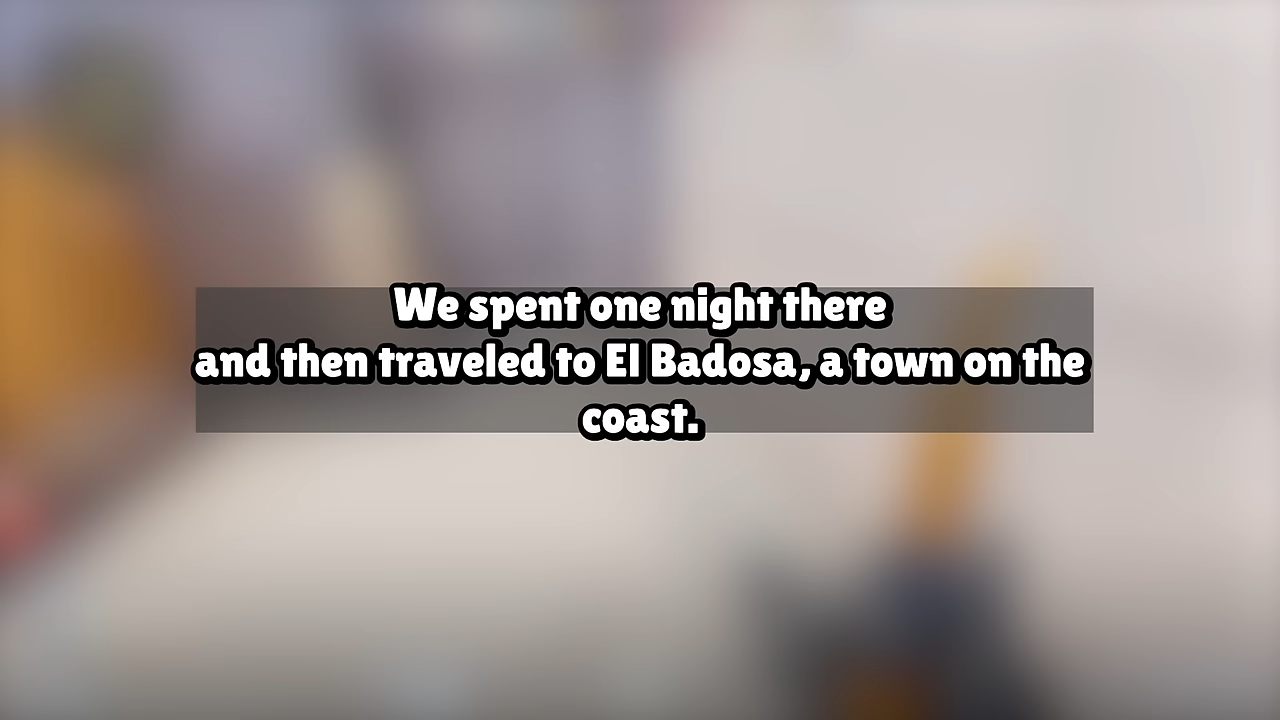 We spent one night there
and then traveled to El Badosa, a town on the
coast.